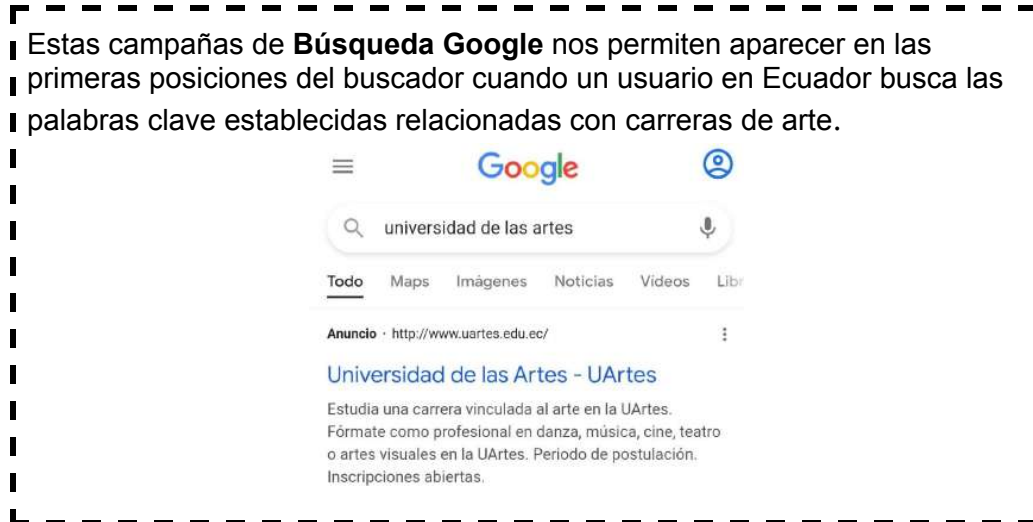 Estas campañas de Búsqueda Google nos permiten aparecer en las
primeras posiciones del buscador cuando un usuario en Ecuador busca las
palabras clave establecidas relacionadas con carreras de arte.
Google
universidad de las artes
Todo Maps Imágenes Noticias Vídeos Libr
Anuncio · http://www.uartes.edu.ec/
Universidad de las Artes - UArtes
Estudia una carrera vinculada al arte en la UArtes.
Fórmate como profesional en danza, música, cine, teatro
o artes visuales en la UArtes. Periodo de postulación.
Inscripciones abiertas.